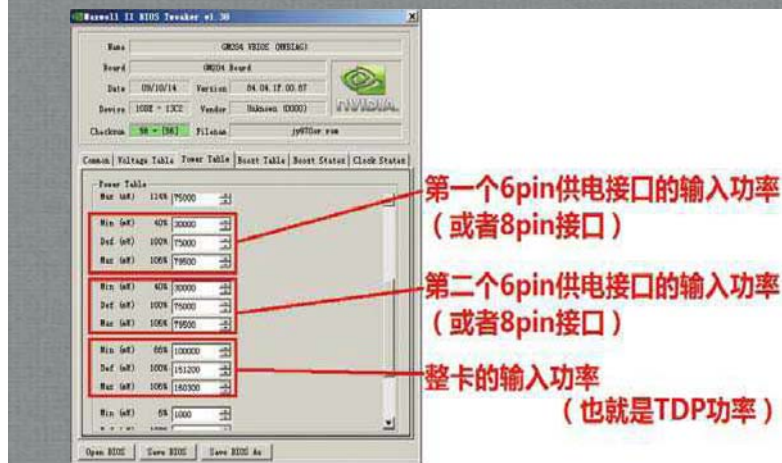 Maxwell II BIOS Tweaker v1.30
Name GM204 VBIOS (HWDIAG)
Board GM204 Board
Date 09/10/14 Version 84.04.1F.00.87
Device 10DE - 13C2 Vendor Unknown (0000)
NVIDIA.
Checksum 56 - [56] Filename
Common Voltage Table Power Table Boost Table Boost States Clock States
Power Table
Max (mW) 114% 75000
Min (mW) 40% 30000
Def (mW) 100% 75000
Max (mW) 106% 79500
第一个6pin供电接口的输入功率
(或者8pin接口)
Min (mW) 40% 30000
Def (mW) 100% 75000
Max (mW) 106% 79500
第二个6pin供电接口的输入功率
(或者8pin接口)
Min (mW) 66% 100000
Def (mW) 100% 151200
Max (mW) 106% 160300
整卡的输入功率
(也就是TDP功率)
Min (mW) 6% 1000
Open BIOS Save BIOS Save BIOS As